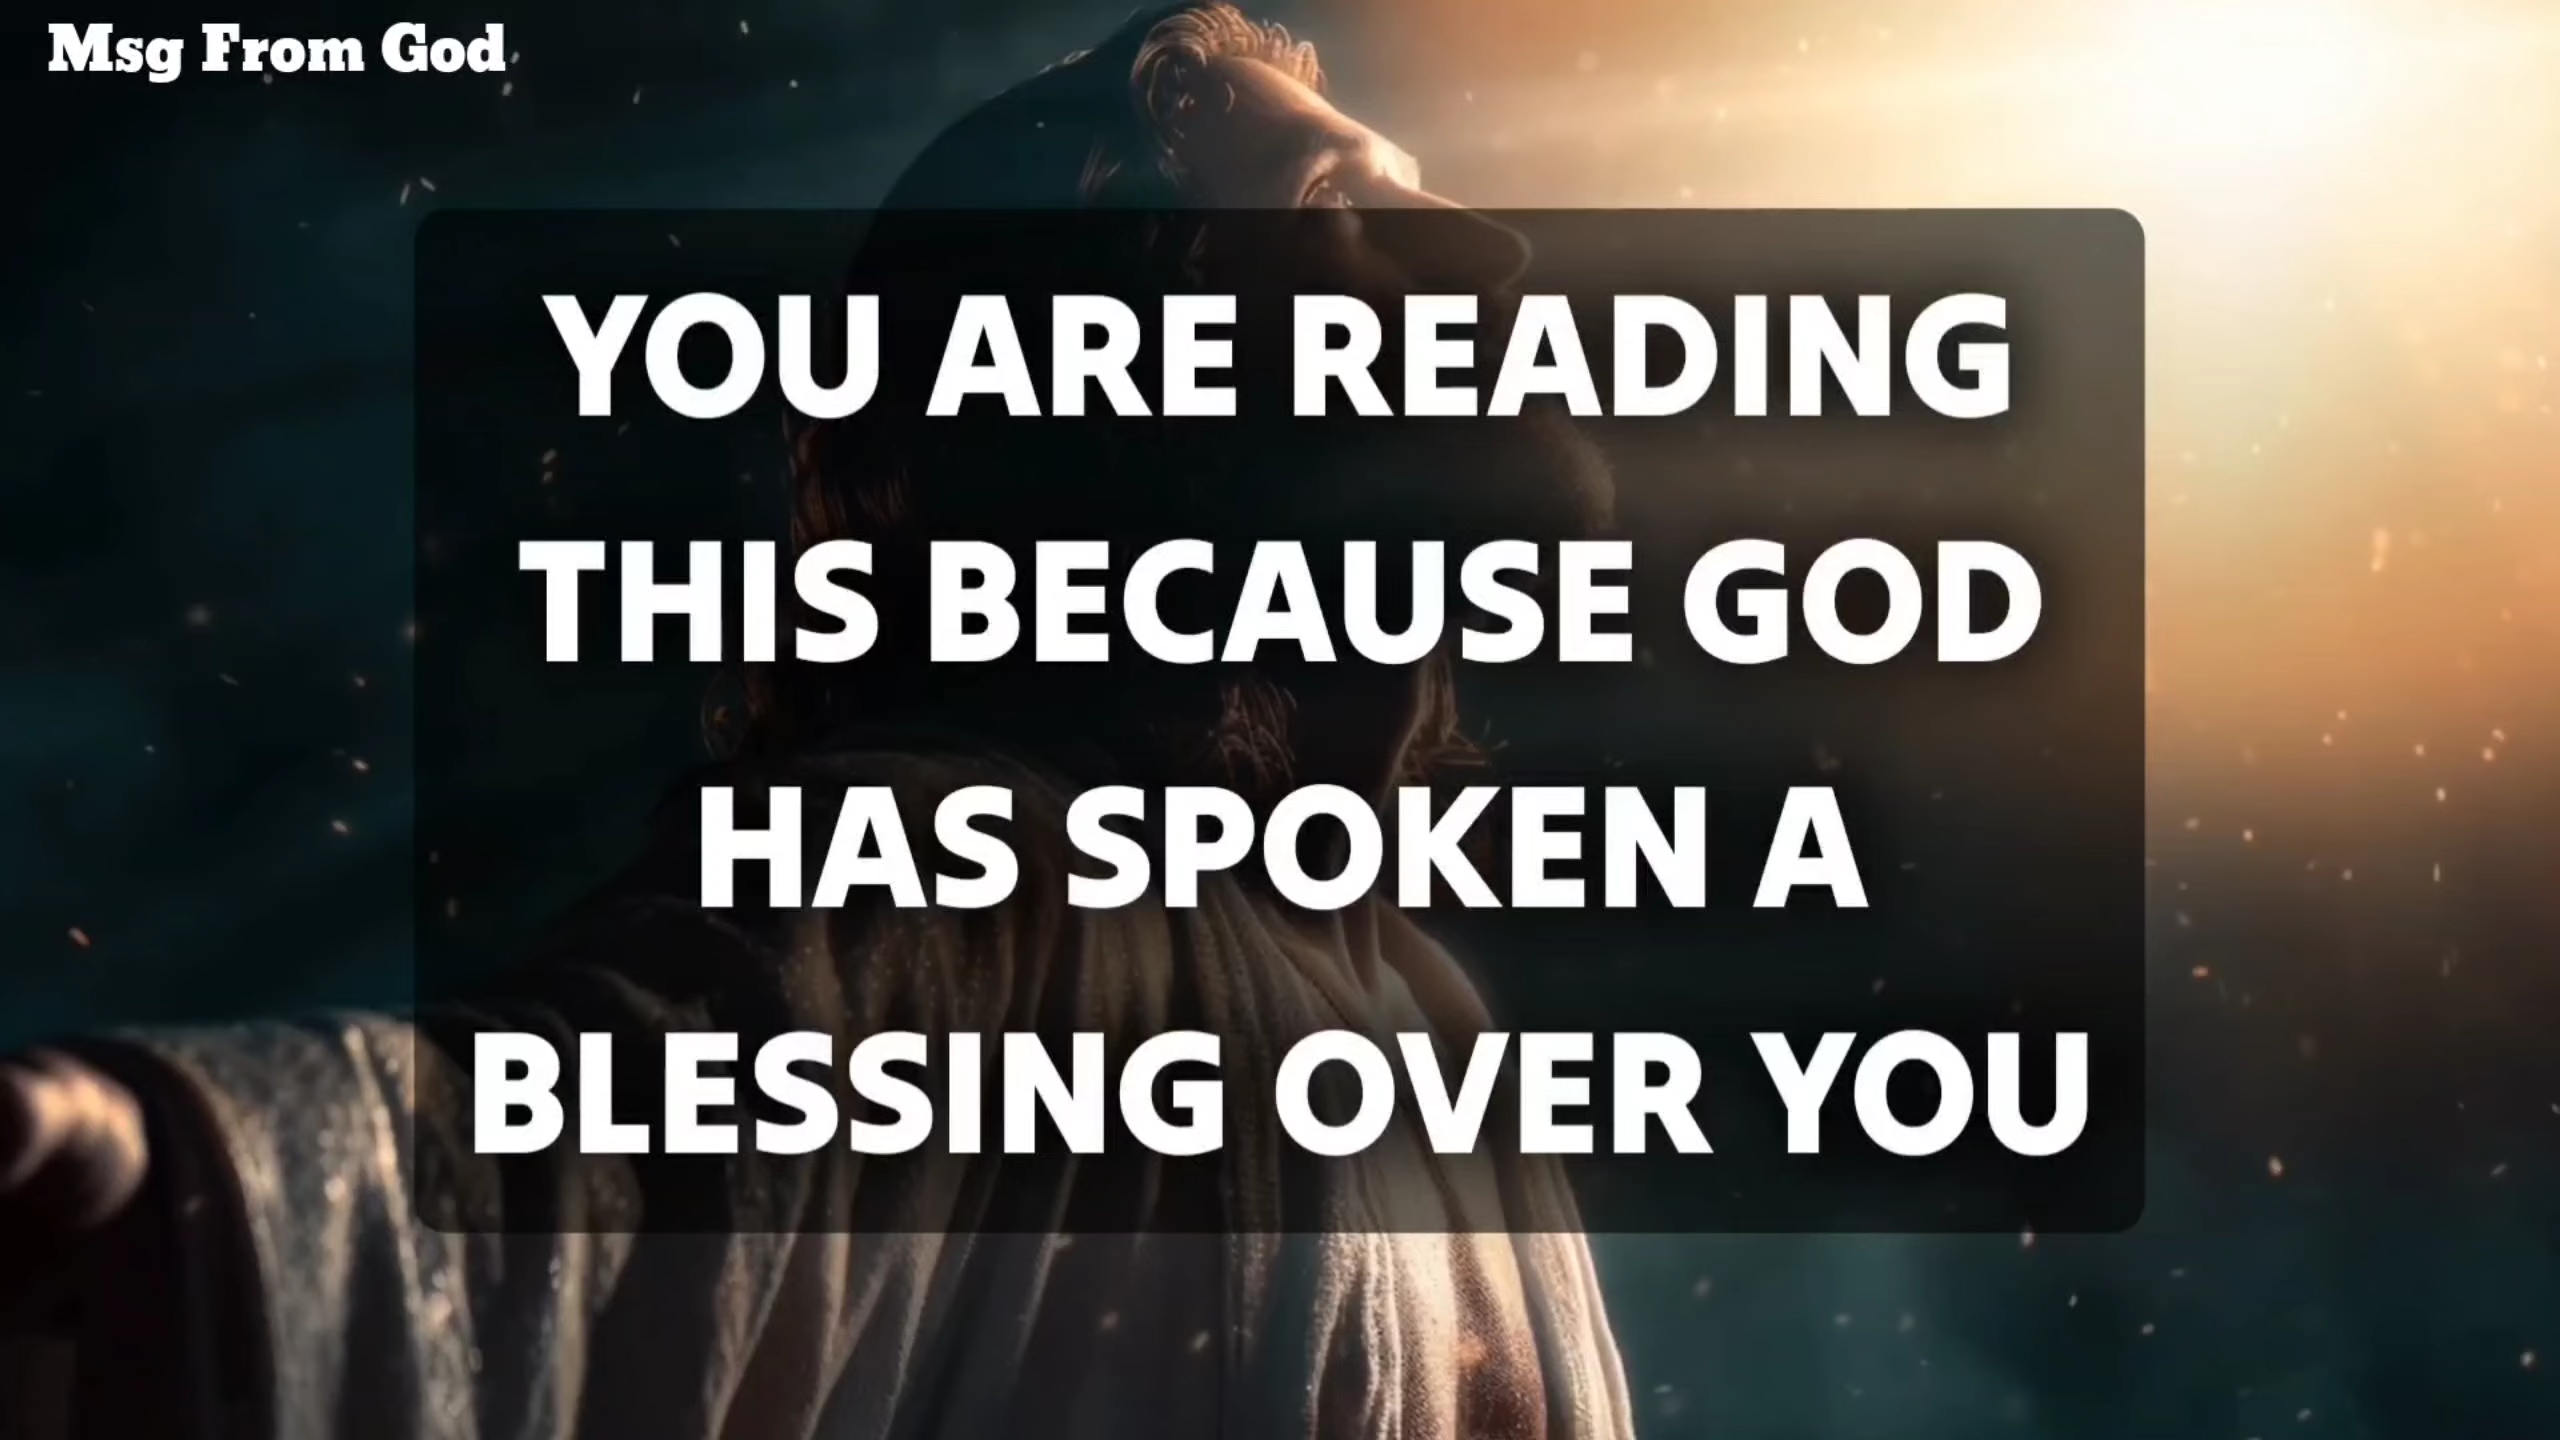 Msg From God
YOU ARE READING
THIS BECAUSE GOD
HAS SPOKEN A
BLESSING OVER YOU